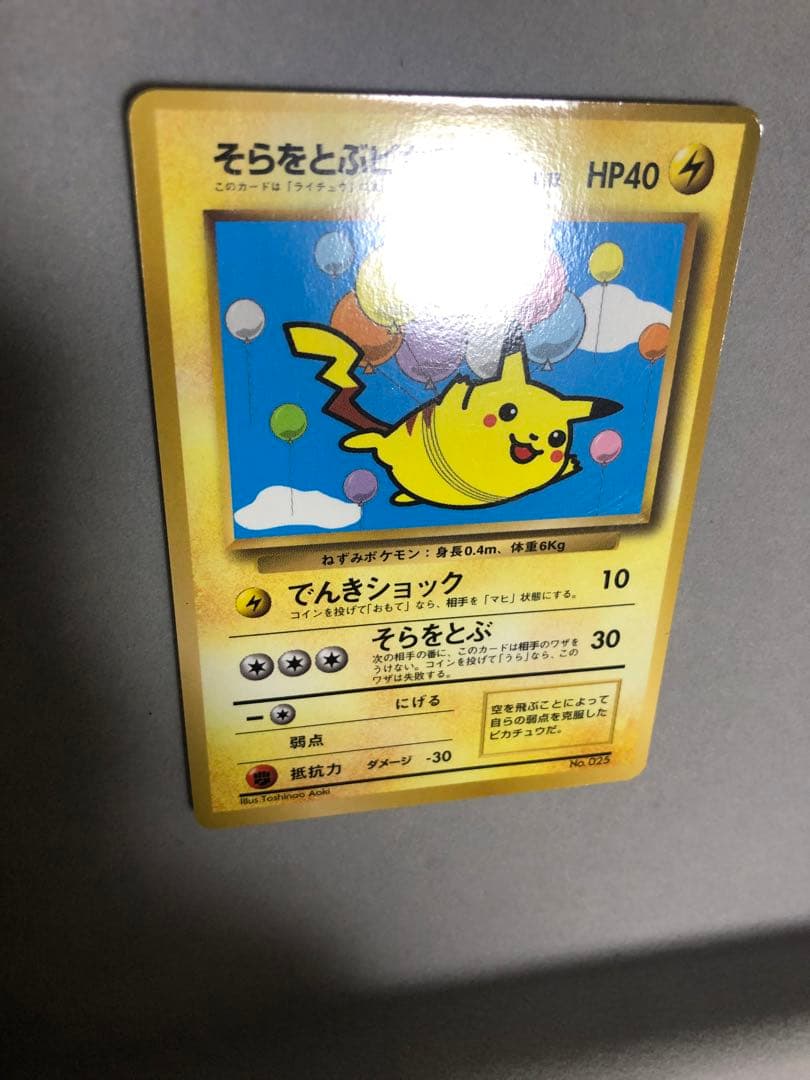 そらをとぶピ
HP40
このカードは「ライチュウ」
ねずみポケモン：身長0.4m、体重6Kg
でんきショック 10
コインを投げて「おもて」なら、相手を「マヒ」状態にする。
そらをとぶ 30
次の相手の番に、このカードは相手のワザを
うけない。コインを投げて「うら」なら、この
ワザは失敗する。
にげる
弱点
抵抗力 ダメージ -30
空を飛ぶことによって
自らの弱点を克服した
ピカチュウだ。
Illus.Toshinao Aoki
No. 025